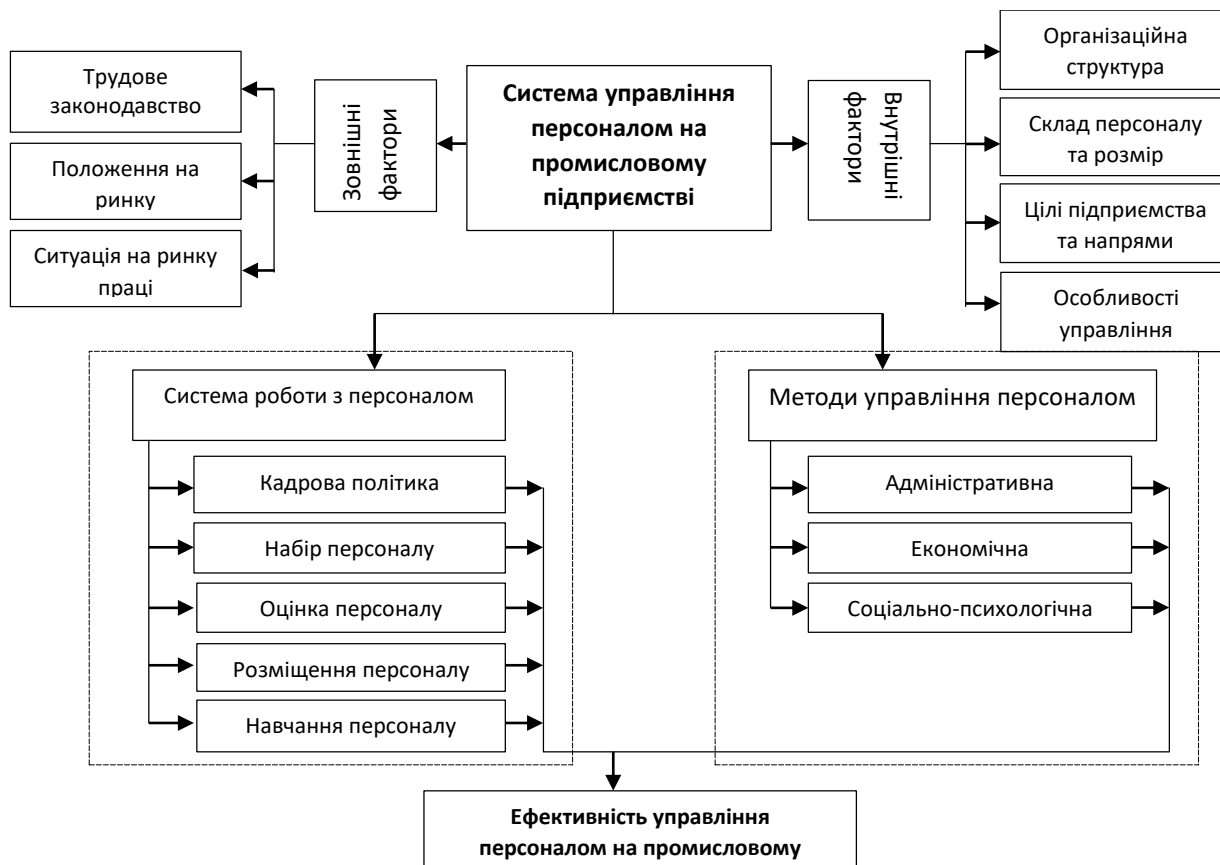 Трудове
законодавство
Положення на
ринку
Ситуація на ринку
праці
Зовнішні
фактори
Система управління
персоналом на
промисловому
підприємстві
Внутрішні
фактори
Організаційна
структура
Склад персоналу
та розмір
Цілі підприємства
та напрями
Особливості
управління
Система роботи з персоналом
Кадрова політика
Набір персоналу
Оцінка персоналу
Розміщення персоналу
Навчання персоналу
Методи управління персоналом
Адміністративна
Економічна
Соціально-психологічна
Ефективність управління
персоналом на промисловому